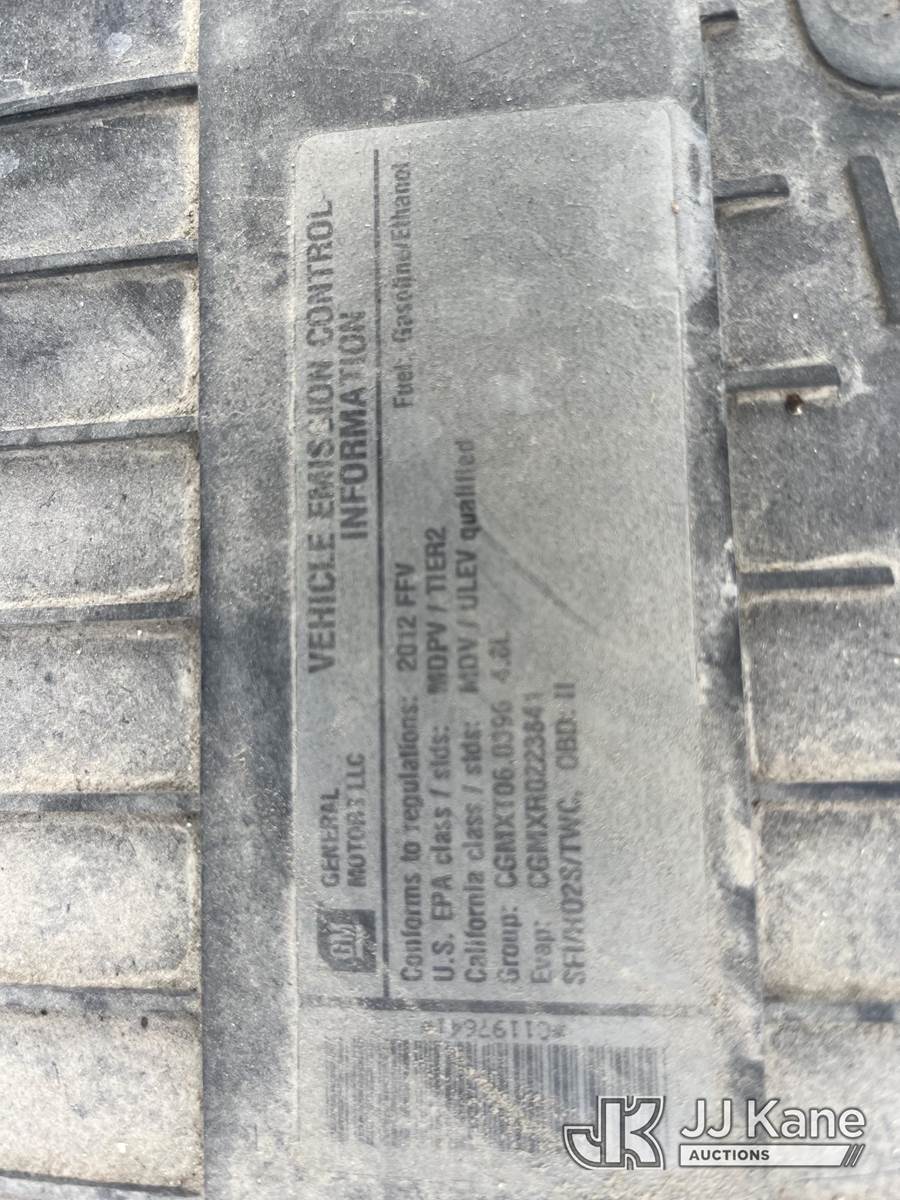 GM
GENERAL
MOTORS LLC
VEHICLE EMISSION CONTROL
INFORMATION
Conforms to regulations: 2012 FFV
Fuel: Gasoline/Ethanol
U.S. EPA class / stds: MDPV / TIER2
California class / stds: MDV / ULEV qualified
Group: CGMXT06.0396 4.8L
Evap: CGMXR0223841
SFI/HO2S/TWC. OBD: II
JK JJ Kane
AUCTIONS